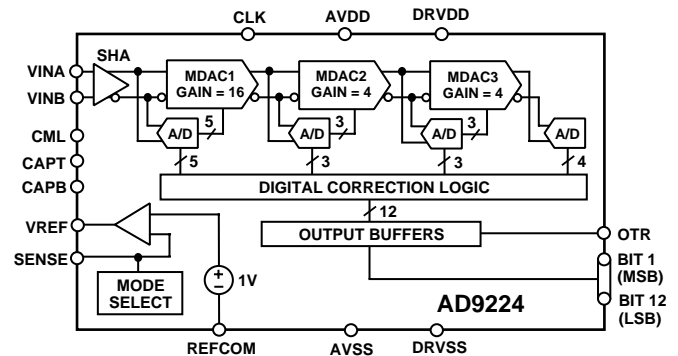 CLK AVDD DRVDD
SHA
VINA
VINB
MDAC1
GAIN = 16
MDAC2
GAIN = 4
MDAC3
GAIN = 4
5 3 3
A/D A/D A/D A/D
5 3 3 4
CML
CAPT
CAPB
DIGITAL CORRECTION LOGIC
12
VREF
OUTPUT BUFFERS
OTR
SENSE
MODE
SELECT
1V
BIT 1
(MSB)
AD9224
BIT 12
(LSB)
REFCOM AVSS DRVSS